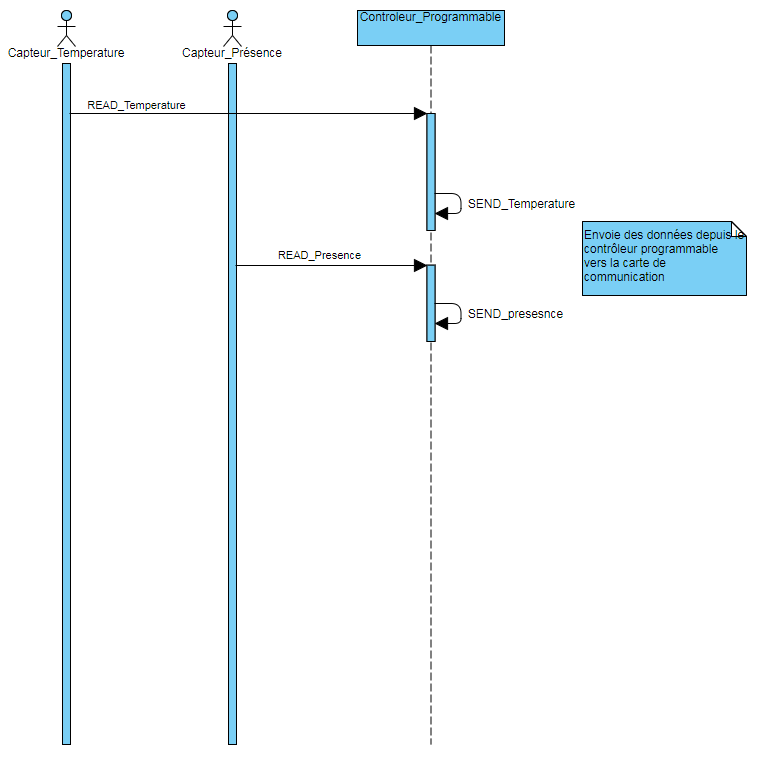 Capteur_Temperature
Capteur_Présence
Controleur_Programmable
READ_Temperature
SEND_Temperature
Envoie des données depuis le
contrôleur programmable
vers la carte de
communication
READ_Presence
SEND_presesnce